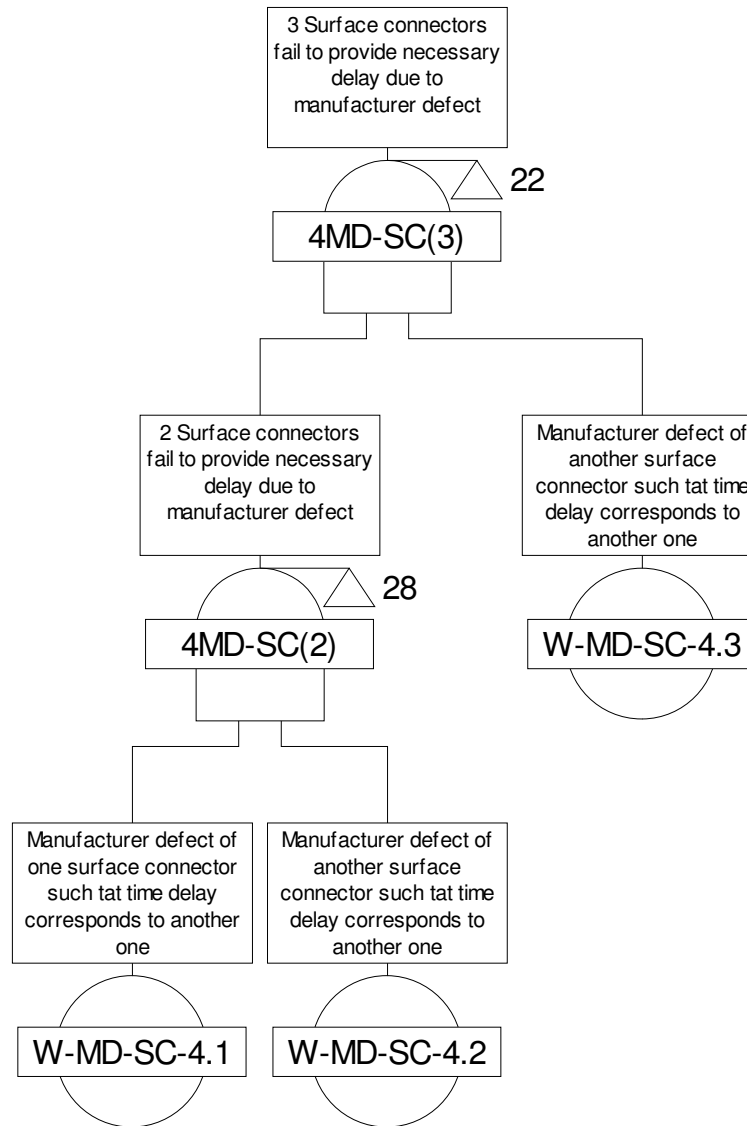 3 Surface connectors
fail to provide necessary
delay due to
manufacturer defect
22
4MD-SC(3)
2 Surface connectors
fail to provide necessary
delay due to
manufacturer defect
Manufacturer defect of
another surface
connector such tat time
delay corresponds to
another one
28
4MD-SC(2)
W-MD-SC-4.3
Manufacturer defect of
one surface connector
such tat time delay
corresponds to another
one
Manufacturer defect of
another surface
connector such tat time
delay corresponds to
another one
W-MD-SC-4.1
W-MD-SC-4.2